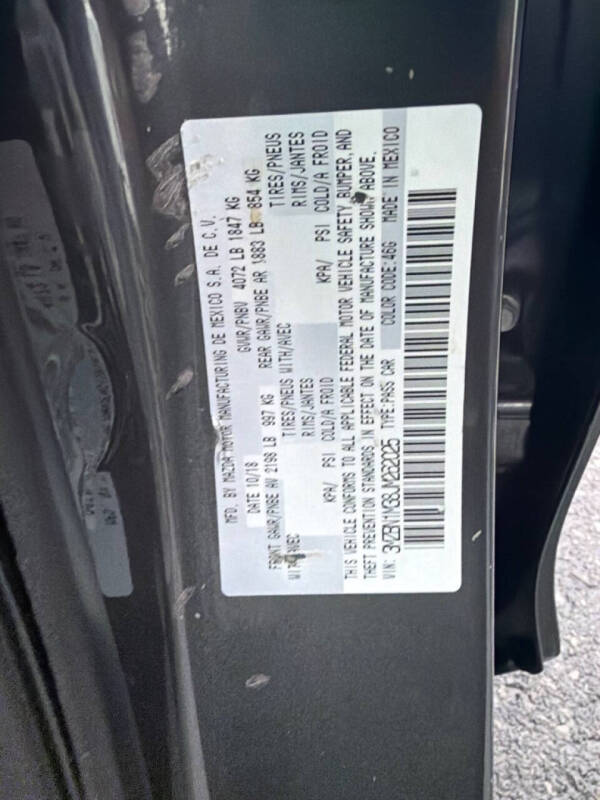 MFD. BY MAZDA MOTOR MANUFACTURING DE MEXICO S.A. DE C.V.
DATE 10/18 GVWR/PNBV 4072 LB 1847 KG
FRONT GAWR/PNBE AV 2198 LB 997 KG REAR GAWR/PNBE AR 1883 LB 854 KG
WITH/AVEC TIRES/PNEUS WITH/AVEC TIRES/PNEUS
RIMS/JANTES RIMS/JANTES
KPA/ PSI COLD/A FROID KPA/ PSI COLD/A FROID
THIS VEHICLE CONFORMS TO ALL APPLICABLE FEDERAL MOTOR VEHICLE SAFETY, BUMPER, AND
THEFT PREVENTION STANDARDS IN EFFECT ON THE DATE OF MANUFACTURE SHOWN ABOVE.
VIN: 3MZBN1M38JM262025 TYPE:PASS CAR COLOR CODE:46G MADE IN MEXICO